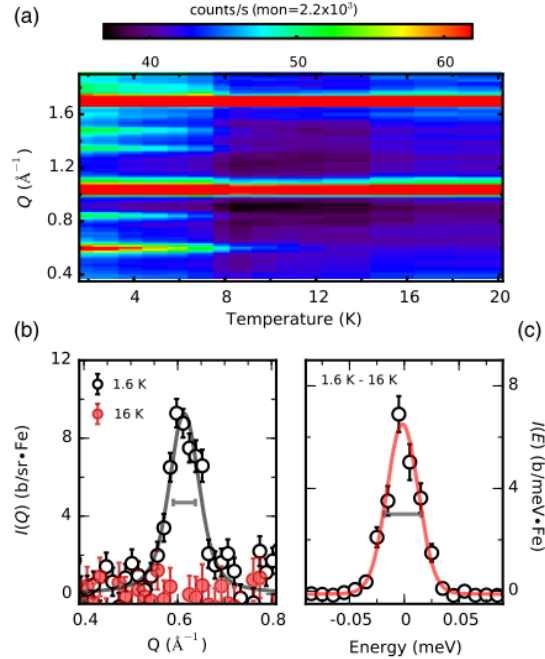 (a)
counts/s (mon=2.2x10³)
40 50 60
1.6
1.2
0.8
0.4
Q (Å⁻¹)
4 8 12 16 20
Temperature (K)
(b)
(c)
12
8
4
0
I(Q) (b/sr•Fe)
1.6 K
16 K
0.4 0.6 0.8
Q (Å⁻¹)
1.6 K - 16 K
8
4
0
I(E) (b/meV•Fe)
-0.05 0 0.05
Energy (meV)